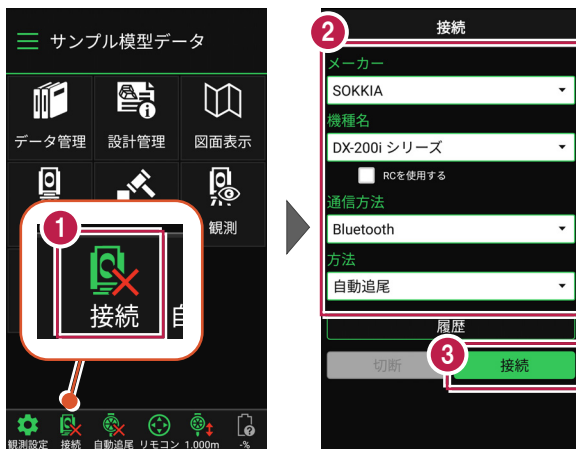 サンプル模型データ
データ管理
設計管理
図面表示
観測
1
接続
観測設定
接続
自動追尾
リモコン
1.000m
-%
2
接続
メーカー
SOKKIA
機種名
DX-200i シリーズ
RCを使用する
通信方法
Bluetooth
方法
自動追尾
履歴
切断
3
接続